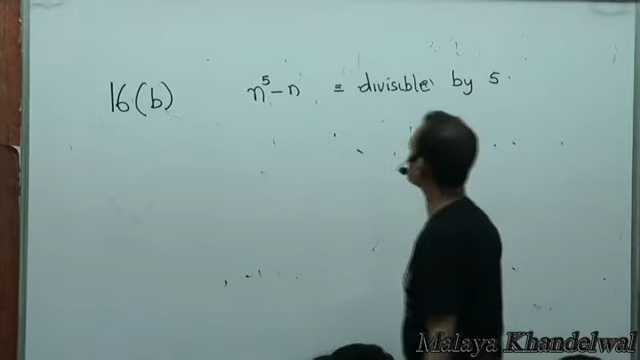 16(b) n⁵-n = divisible by 5.
Malaya Khandelwal